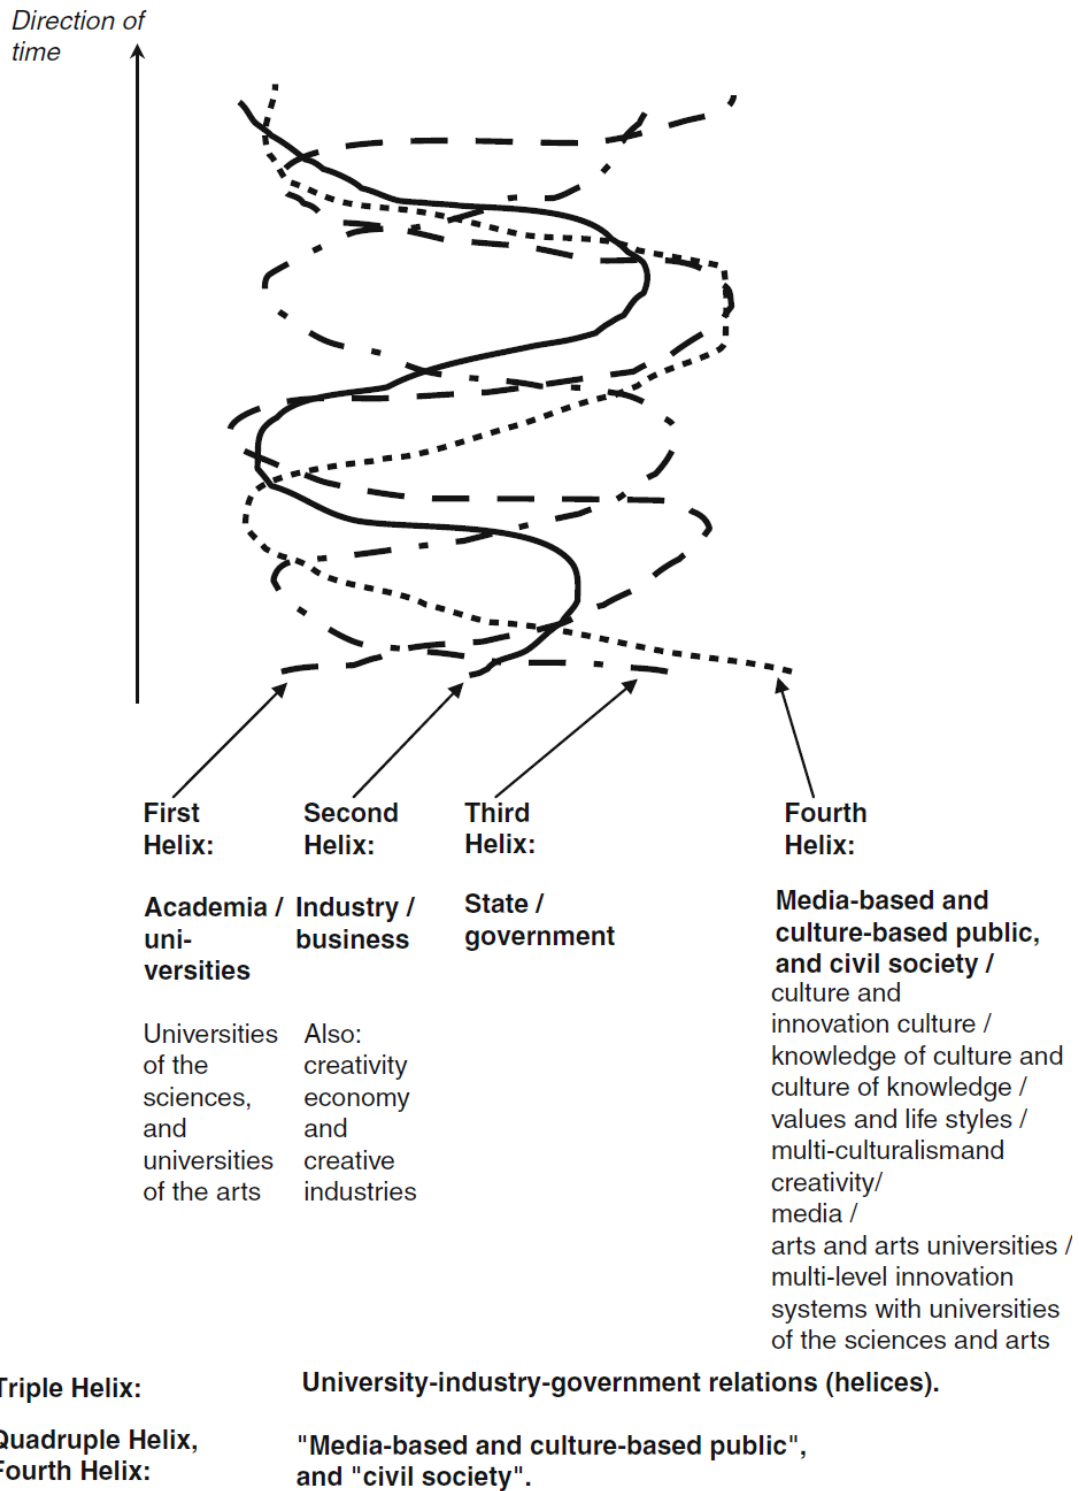 Direction of
time
First
Helix:
Second
Helix:
Third
Helix:
Fourth
Helix:
Academia /
uni-
versities
Industry /
business
State /
government
Media-based and
culture-based public,
and civil society /
culture and
innovation culture /
knowledge of culture and
culture of knowledge /
values and life styles /
multi-culturalismand
creativity/
media /
arts and arts universities /
multi-level innovation
systems with universities
of the sciences and arts
Universities
of the
sciences,
and
universities
of the arts
Also:
creativity
economy
and
creative
industries
Triple Helix:
University-industry-government relations (helices).
Quadruple Helix,
Fourth Helix:
"Media-based and culture-based public",
and "civil society".